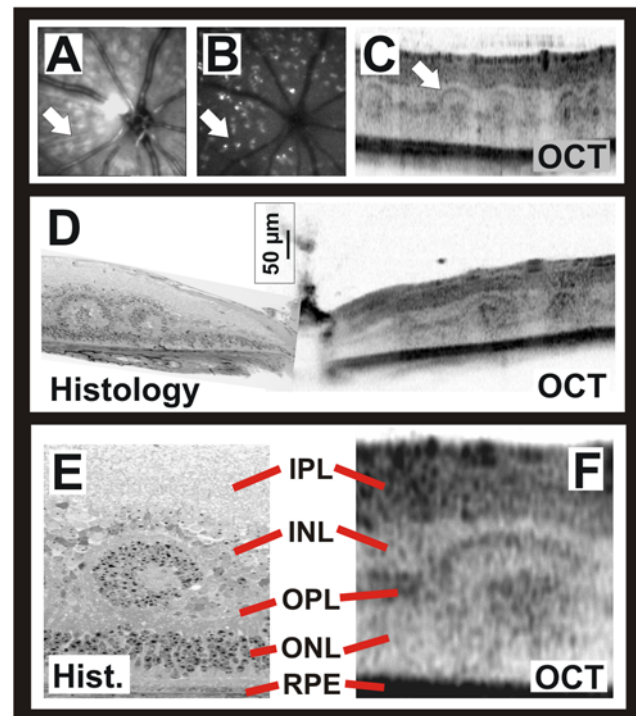 A
B
C
OCT
D
50 µm
Histology
OCT
E
F
IPL
INL
OPL
ONL
RPE
Hist.
OCT